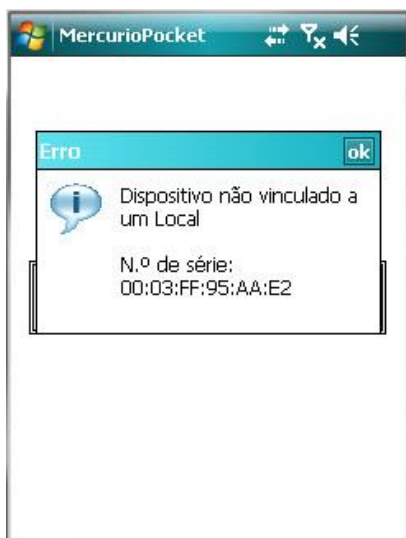 MercurioPocket
Erro
ok
Dispositivo não vinculado a
um Local
N.º de série:
00:03:FF:95:AA:E2